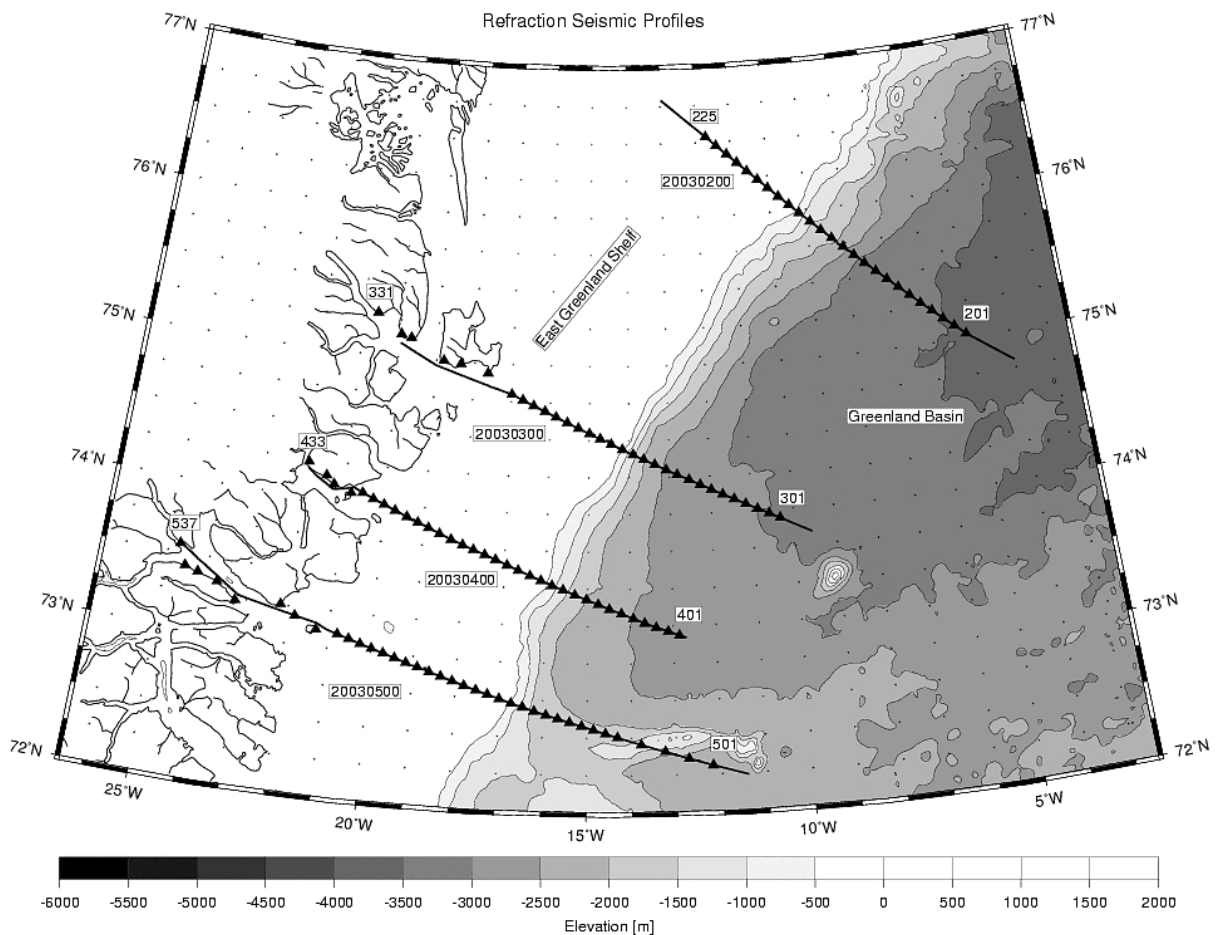 Refraction Seismic Profiles
77°N
77°N
225
76°N
76°N
20030200
East Greenland Shelf
331
75°N
75°N
201
Greenland Basin
20030300
433
74°N
74°N
301
537
20030400
73°N
73°N
401
20030500
501
72°N
72°N
25°W
20°W
15°W
10°W
5°W
-6000 -5500 -5000 -4500 -4000 -3500 -3000 -2500 -2000 -1500 -1000 -500 0 500 1000 1500 2000
Elevation [m]